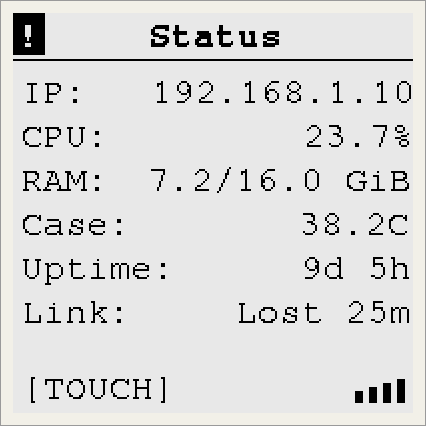 ! Status
IP: 192.168.1.10
CPU: 23.7%
RAM: 7.2/16.0 GiB
Case: 38.2C
Uptime: 9d 5h
Link: Lost 25m
[TOUCH]